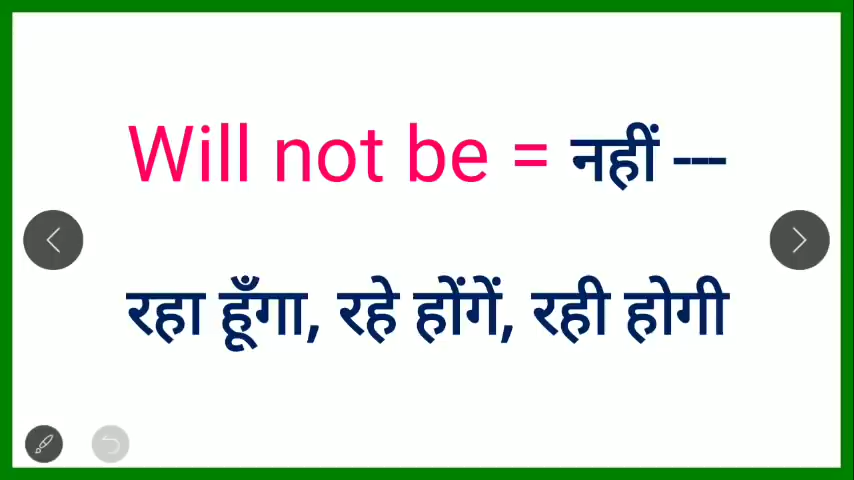 Will not be = नहीं ---
रहा हूँगा, रहे होंगें, रही होगी